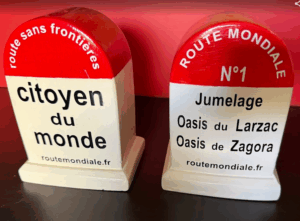 route sans frontières
citoyen
du
monde
routemondiale.fr
ROUTE MONDIALE
N°1
Jumelage
Oasis du Larzac
Oasis de Zagora
routemondiale.fr